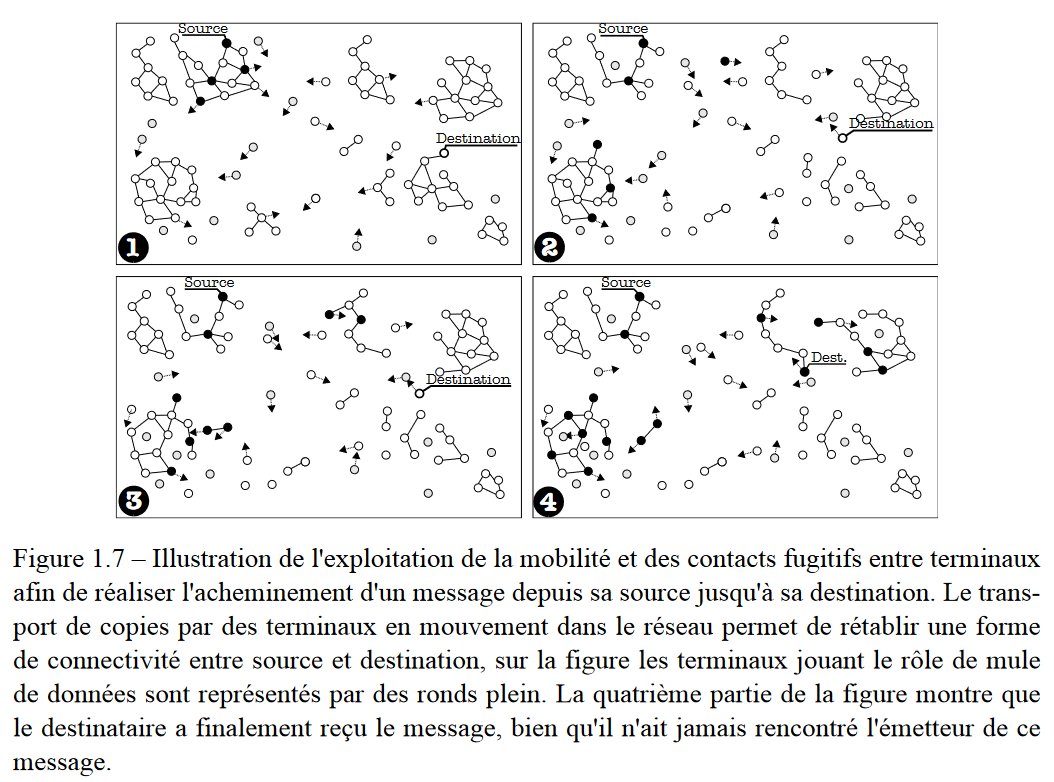 Source
Destination
1
Source
Destination
2
Source
Destination
3
Source
Dest.
4
Figure 1.7 – Illustration de l'exploitation de la mobilité et des contacts fugitifs entre terminaux
afin de réaliser l'acheminement d'un message depuis sa source jusqu'à sa destination. Le trans-
port de copies par des terminaux en mouvement dans le réseau permet de rétablir une forme
de connectivité entre source et destination, sur la figure les terminaux jouant le rôle de mule
de données sont représentés par des ronds plein. La quatrième partie de la figure montre que
le destinataire a finalement reçu le message, bien qu'il n'ait jamais rencontré l'émetteur de ce
message.